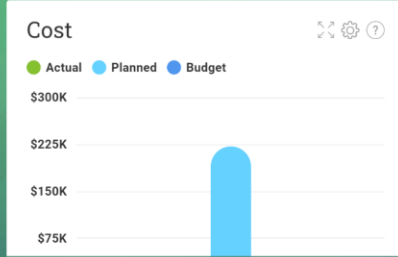 Cost
?
Actual Planned Budget
$300K
$225K
$150K
$75K